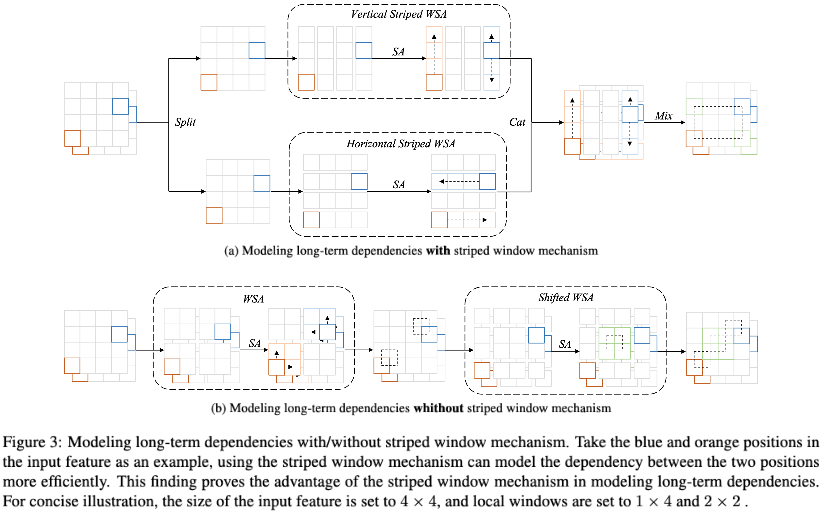 Vertical Striped WSA
SA
Split
Cat
Mix
Horizontal Striped WSA
SA
(a) Modeling long-term dependencies with striped window mechanism
WSA
SA
Shifted WSA
SA
(b) Modeling long-term dependencies whithout striped window mechanism
Figure 3: Modeling long-term dependencies with/without striped window mechanism. Take the blue and orange positions in
the input feature as an example, using the striped window mechanism can model the dependency between the two positions
more efficiently. This finding proves the advantage of the striped window mechanism in modeling long-term dependencies.
For concise illustration, the size of the input feature is set to 4 × 4, and local windows are set to 1 × 4 and 2 × 2 .